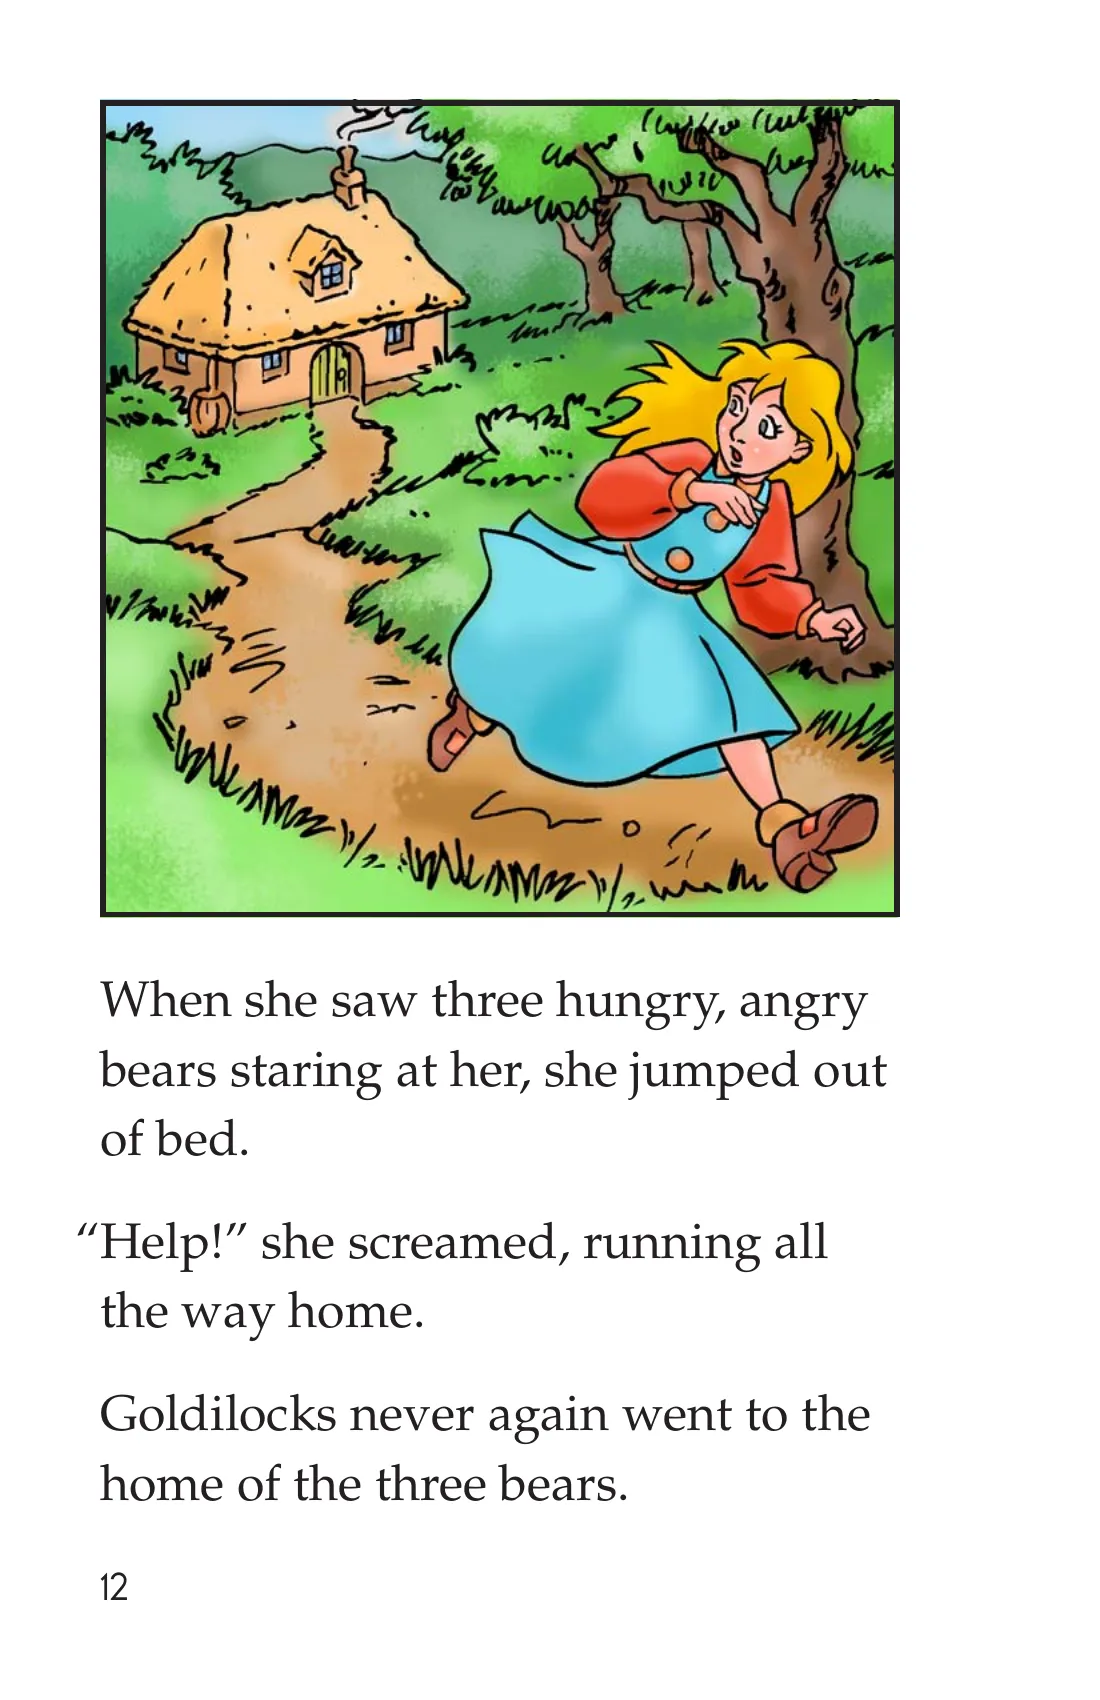 When she saw three hungry, angry
bears staring at her, she jumped out
of bed.
“Help!” she screamed, running all
the way home.
Goldilocks never again went to the
home of the three bears.
12